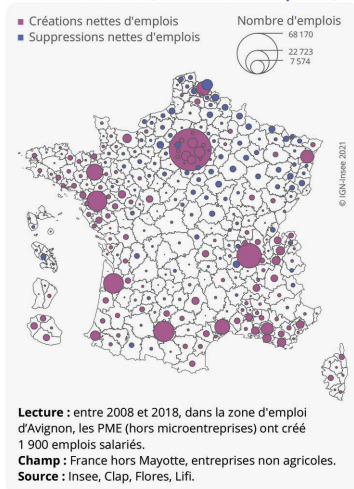 Créations nettes d'emplois
Suppressions nettes d'emplois
Nombre d'emplois
68 170
22 723
7 574
© IGN-Insee 2021
Lecture : entre 2008 et 2018, dans la zone d'emploi
d'Avignon, les PME (hors microentreprises) ont créé
1 900 emplois salariés.
Champ : France hors Mayotte, entreprises non agricoles.
Source : Insee, Clap, Flores, Lifi.